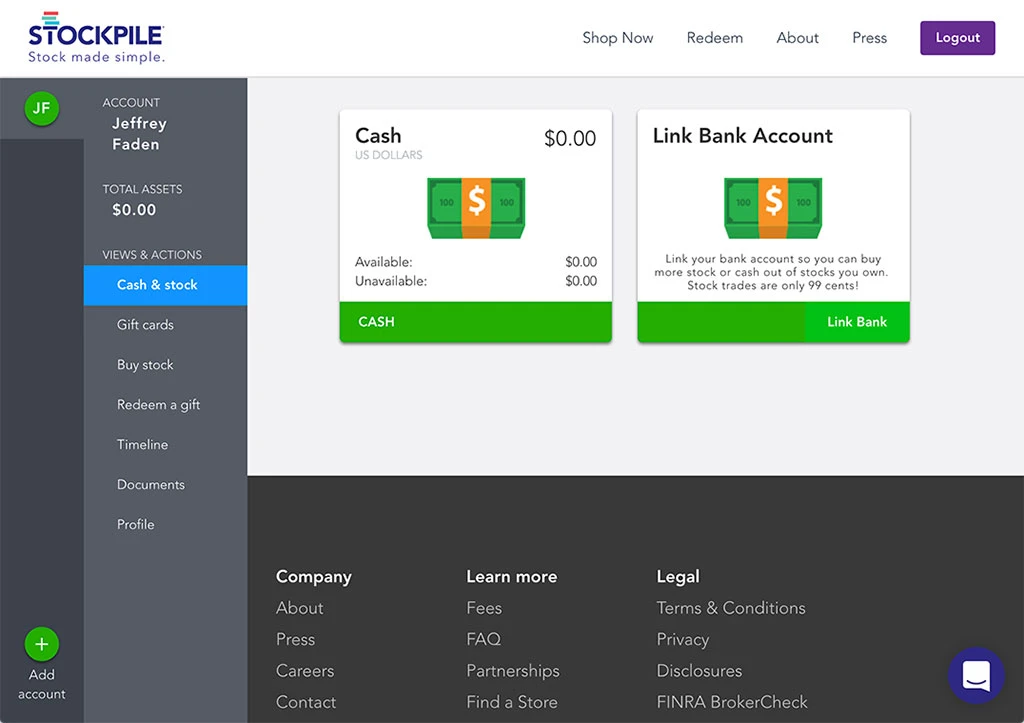 STOCKPILE
Stock made simple.
Shop Now
Redeem
About
Press
Logout
JF
ACCOUNT
Jeffrey
Faden
TOTAL ASSETS
$0.00
VIEWS & ACTIONS
Cash & stock
Gift cards
Buy stock
Redeem a gift
Timeline
Documents
Profile
+
Add
account
Cash
$0.00
US DOLLARS
100 $ 100
Available: $0.00
Unavailable: $0.00
CASH
Link Bank Account
100 $ 100
Link your bank account so you can buy
more stock or cash out of stocks you own.
Stock trades are only 99 cents!
Link Bank
Company
About
Press
Careers
Contact
Learn more
Fees
FAQ
Partnerships
Find a Store
Legal
Terms & Conditions
Privacy
Disclosures
FINRA BrokerCheck